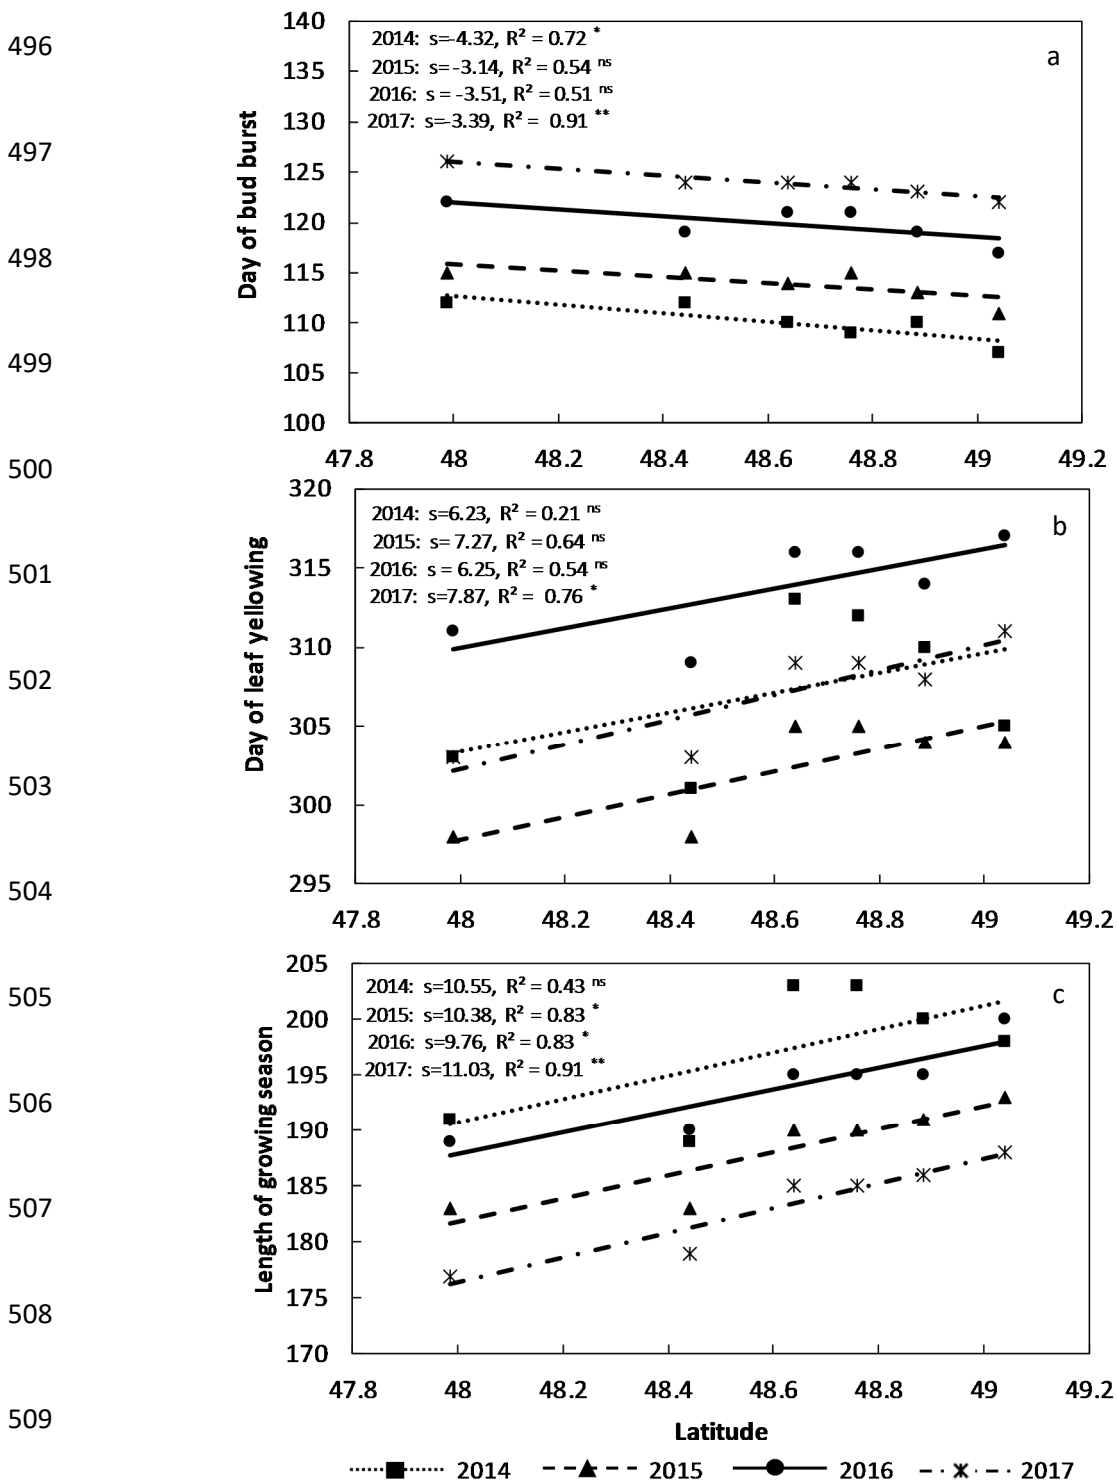 496
497
498
499
500
501
502
503
504
505
506
507
508
509
Day of bud burst
140
135
130
125
120
115
110
105
100
2014: s=-4.32, R² = 0.72 *
2015: s= -3.14, R² = 0.54 ns
2016: s = -3.51, R² = 0.51 ns
2017: s=-3.39, R² = 0.91 **
a
47.8 48 48.2 48.4 48.6 48.8 49 49.2
Day of leaf yellowing
320
315
310
305
300
295
2014: s=6.23, R² = 0.21 ns
2015: s= 7.27, R² = 0.64 ns
2016: s = 6.25, R² = 0.54 ns
2017: s=7.87, R² = 0.76 *
b
47.8 48 48.2 48.4 48.6 48.8 49 49.2
Length of growing season
205
200
195
190
185
180
175
170
2014: s=10.55, R² = 0.43 ns
2015: s=10.38, R² = 0.83 *
2016: s=9.76, R² = 0.83 *
2017: s=11.03, R² = 0.91 **
c
47.8 48 48.2 48.4 48.6 48.8 49 49.2
Latitude
2014 2015 2016 2017